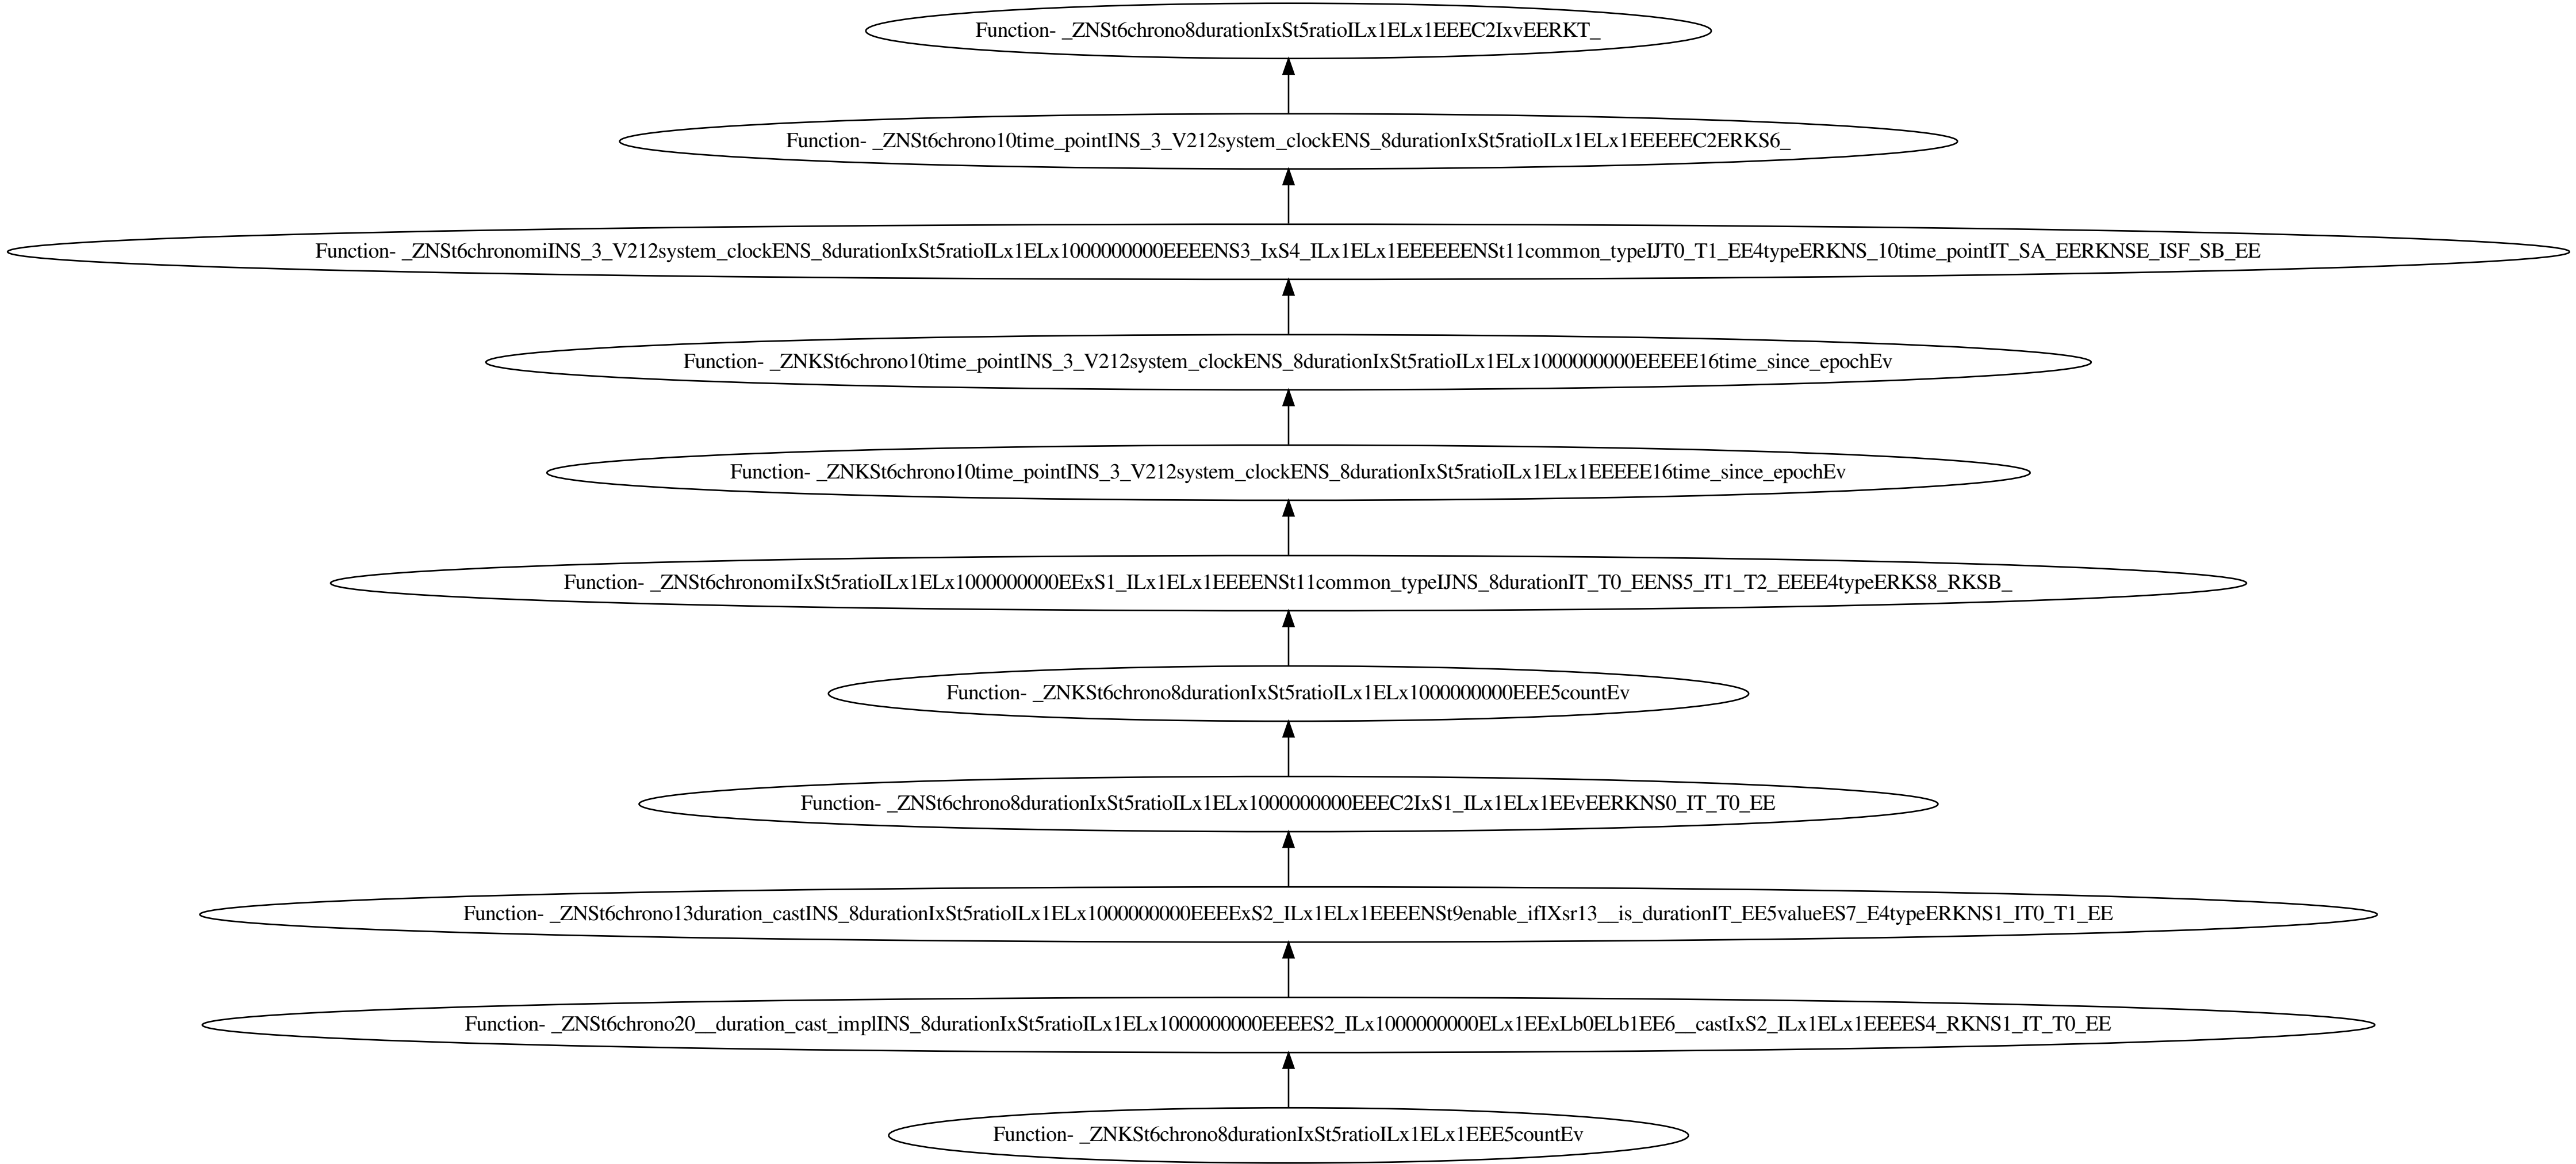 Function- _ZNSt6chrono8durationIxSt5ratioILx1ELx1EEEC2IxvEERKT_
Function- _ZNSt6chrono10time_pointINS_3_V212system_clockENS_8durationIxSt5ratioILx1ELx1EEEEEC2ERKS6_
Function- _ZNSt6chronomiINS_3_V212system_clockENS_8durationIxSt5ratioILx1ELx1000000000EEEENS3_IxS4_ILx1ELx1EEEEEENSt11common_typeIJT0_T1_EE4typeERKNS_10time_pointIT_SA_EERKNSE_ISF_SB_EE
Function- _ZNKSt6chrono10time_pointINS_3_V212system_clockENS_8durationIxSt5ratioILx1ELx1000000000EEEEE16time_since_epochEv
Function- _ZNKSt6chrono10time_pointINS_3_V212system_clockENS_8durationIxSt5ratioILx1ELx1EEEEE16time_since_epochEv
Function- _ZNSt6chronomiIxSt5ratioILx1ELx1000000000EExS1_ILx1ELx1EEEENSt11common_typeIJNS_8durationIT_T0_EENS5_IT1_T2_EEEE4typeERKS8_RKSB_
Function- _ZNKSt6chrono8durationIxSt5ratioILx1ELx1000000000EEE5countEv
Function- _ZNSt6chrono8durationIxSt5ratioILx1ELx1000000000EEEC2IxS1_ILx1ELx1EEvEERKNS0_IT_T0_EE
Function- _ZNSt6chrono13duration_castINS_8durationIxSt5ratioILx1ELx1000000000EEEExS2_ILx1ELx1EEEENSt9enable_ifIXsr13__is_durationIT_EE5valueES7_E4typeERKNS1_IT0_T1_EE
Function- _ZNSt6chrono20__duration_cast_implINS_8durationIxSt5ratioILx1ELx1000000000EEEES2_ILx1000000000ELx1EExLb0ELb1EE6__castIxS2_ILx1ELx1EEEES4_RKNS1_IT_T0_EE
Function- _ZNKSt6chrono8durationIxSt5ratioILx1ELx1EEE5countEv